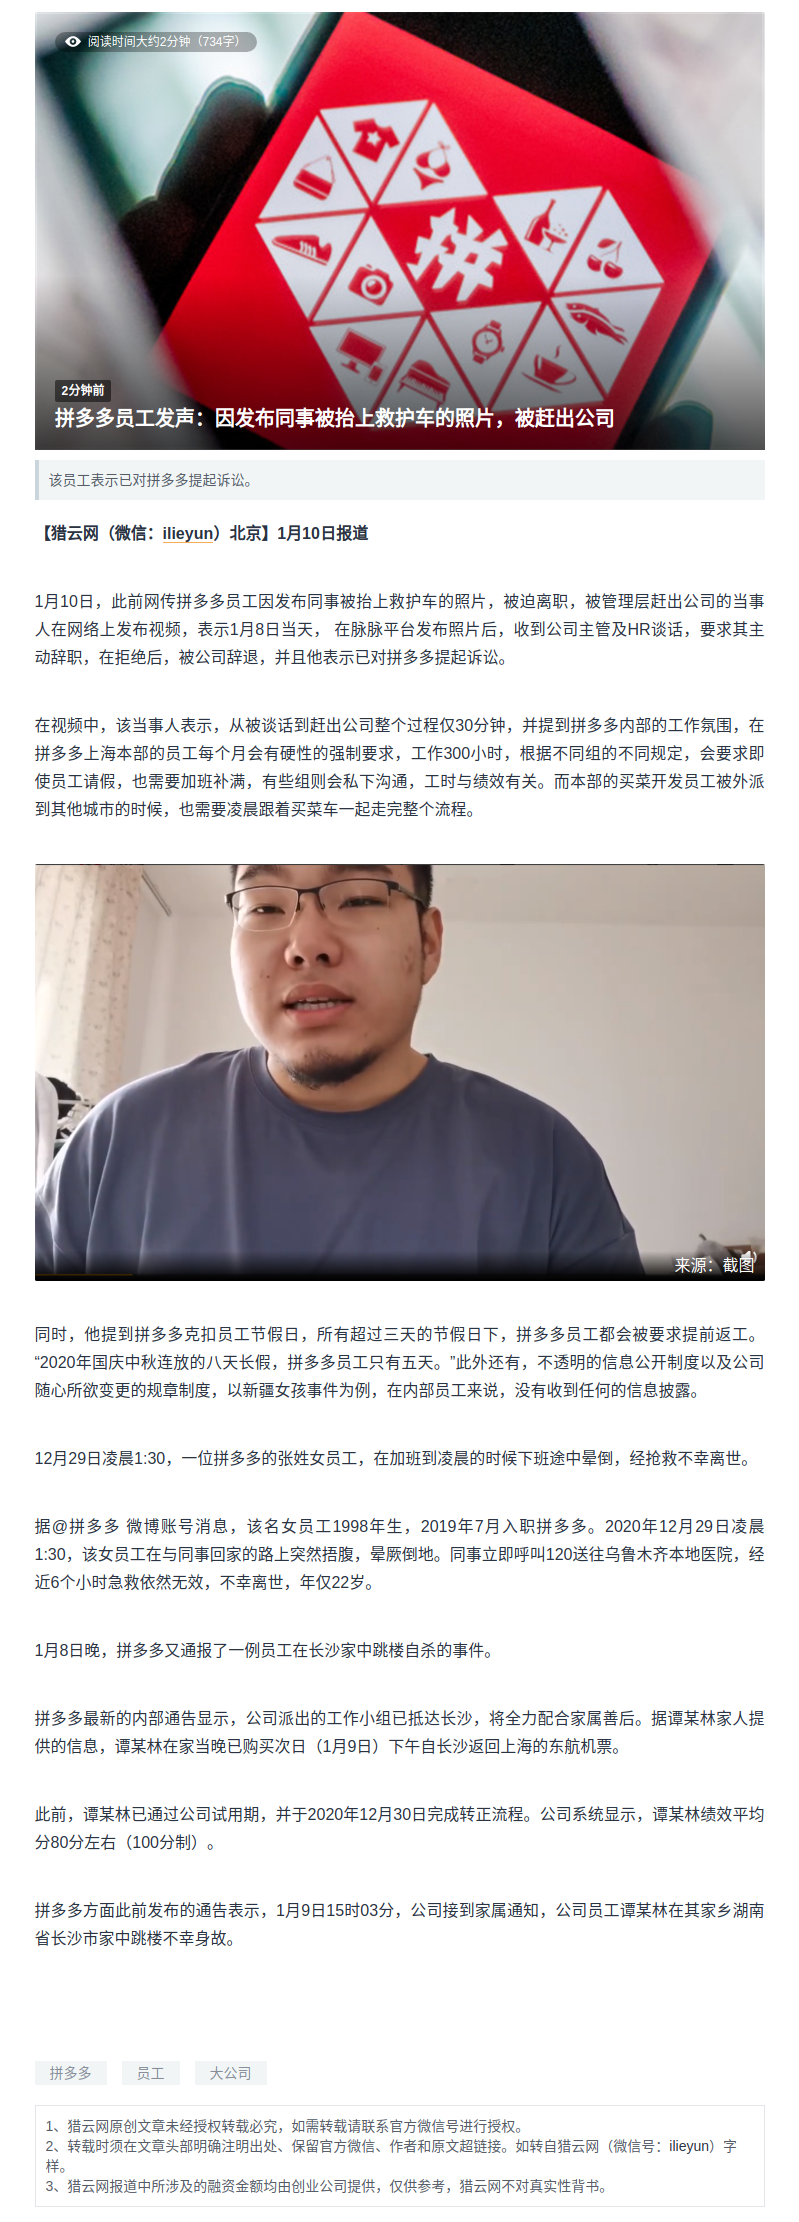 阅读时间大约2分钟（734字）
拼
2分钟前
拼多多员工发声：因发布同事被抬上救护车的照片，被赶出公司
该员工表示已对拼多多提起诉讼。
【猎云网（微信：ilieyun）北京】1月10日报道
1月10日，此前网传拼多多员工因发布同事被抬上救护车的照片，被迫离职，被管理层赶出公司的当事
人在网络上发布视频，表示1月8日当天， 在脉脉平台发布照片后，收到公司主管及HR谈话，要求其主
动辞职，在拒绝后，被公司辞退，并且他表示已对拼多多提起诉讼。
在视频中，该当事人表示，从被谈话到赶出公司整个过程仅30分钟，并提到拼多多内部的工作氛围，在
拼多多上海本部的员工每个月会有硬性的强制要求，工作300小时，根据不同组的不同规定，会要求即
使员工请假，也需要加班补满，有些组则会私下沟通，工时与绩效有关。而本部的买菜开发员工被外派
到其他城市的时候，也需要凌晨跟着买菜车一起走完整个流程。
来源：截图
同时，他提到拼多多克扣员工节假日，所有超过三天的节假日下，拼多多员工都会被要求提前返工。
“2020年国庆中秋连放的八天长假，拼多多员工只有五天。”此外还有，不透明的信息公开制度以及公司
随心所欲变更的规章制度，以新疆女孩事件为例，在内部员工来说，没有收到任何的信息披露。
12月29日凌晨1:30，一位拼多多的张姓女员工，在加班到凌晨的时候下班途中晕倒，经抢救不幸离世。
据@拼多多 微博账号消息，该名女员工1998年生，2019年7月入职拼多多。2020年12月29日凌晨
1:30，该女员工在与同事回家的路上突然捂腹，晕厥倒地。同事立即呼叫120送往乌鲁木齐本地医院，经
近6个小时急救依然无效，不幸离世，年仅22岁。
1月8日晚，拼多多又通报了一例员工在长沙家中跳楼自杀的事件。
拼多多最新的内部通告显示，公司派出的工作小组已抵达长沙，将全力配合家属善后。据谭某林家人提
供的信息，谭某林在家当晚已购买次日（1月9日）下午自长沙返回上海的东航机票。
此前，谭某林已通过公司试用期，并于2020年12月30日完成转正流程。公司系统显示，谭某林绩效平均
分80分左右（100分制）。
拼多多方面此前发布的通告表示，1月9日15时03分，公司接到家属通知，公司员工谭某林在其家乡湖南
省长沙市家中跳楼不幸身故。
拼多多 员工 大公司
1、猎云网原创文章未经授权转载必究，如需转载请联系官方微信号进行授权。
2、转载时须在文章头部明确注明出处、保留官方微信、作者和原文超链接。如转自猎云网（微信号：ilieyun）字
样。
3、猎云网报道中所涉及的融资金额均由创业公司提供，仅供参考，猎云网不对真实性背书。